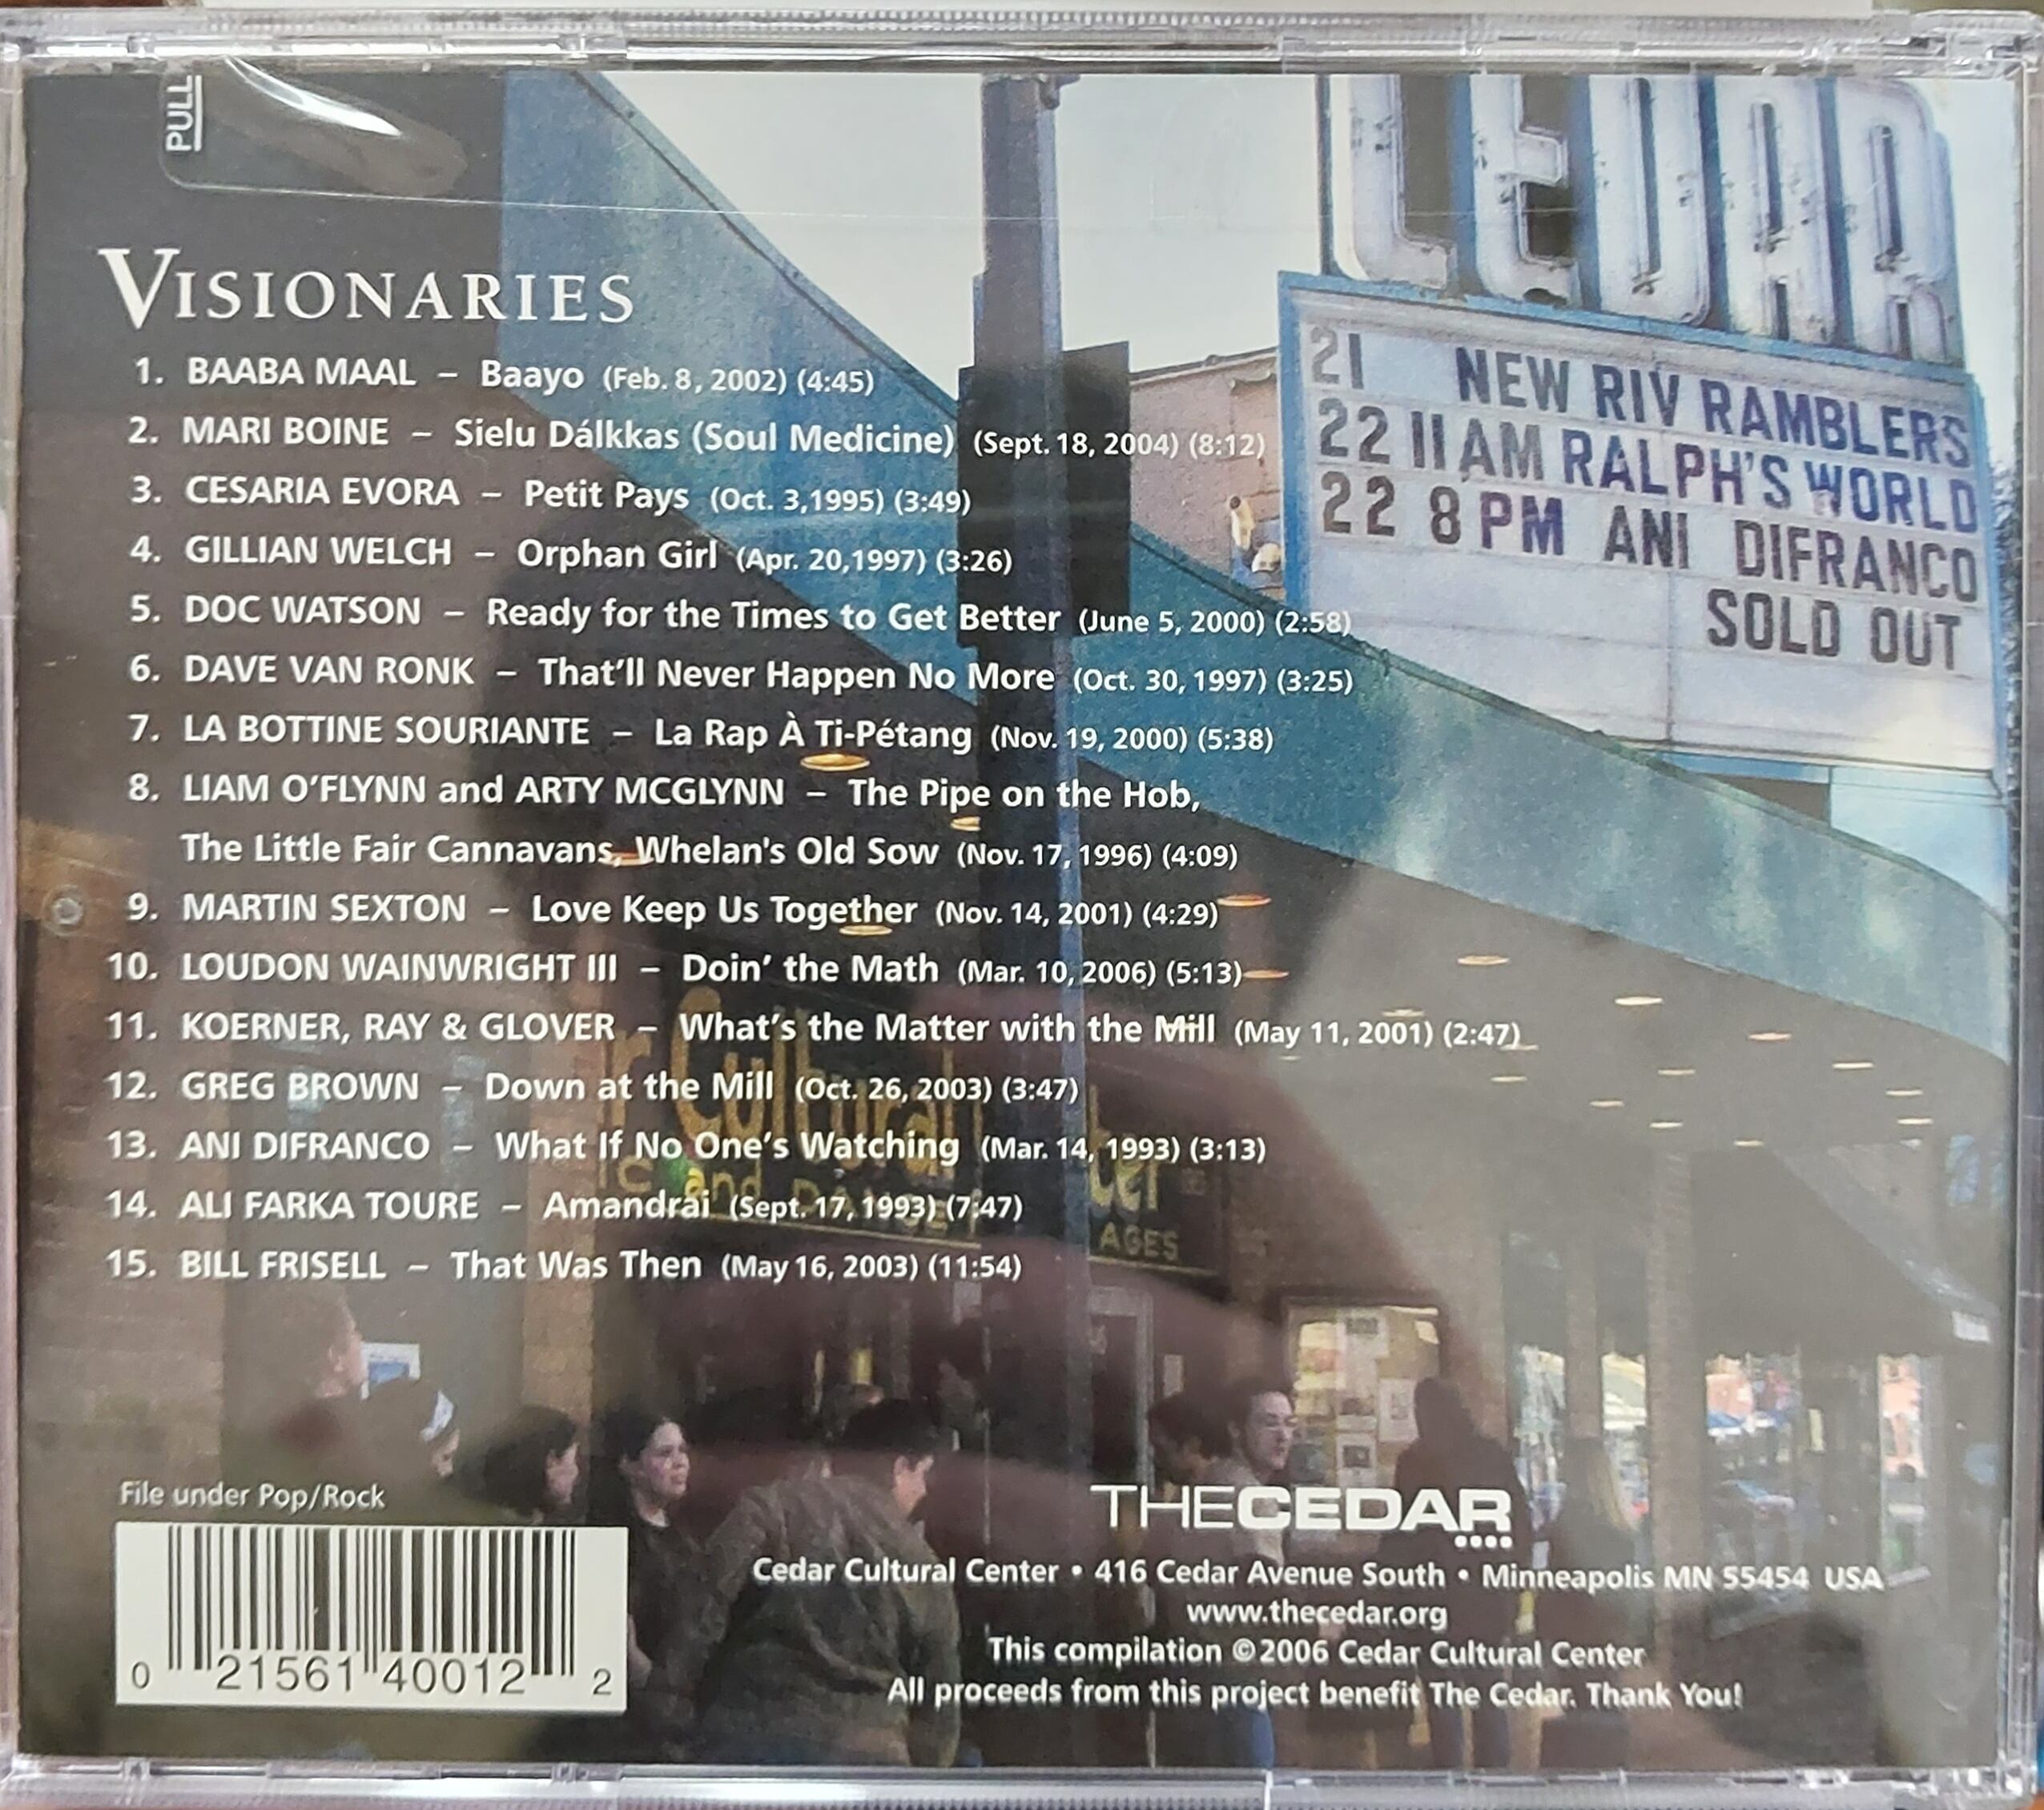 PULL
CEDAR
21 NEW RIV RAMBLERS
22 11 AM RALPH'S WORLD
22 8 PM ANI DIFRANCO
SOLD OUT
VISIONARIES
1. BAABA MAAL – Baayo (Feb. 8, 2002) (4:45)
2. MARI BOINE – Sielu Dálkkas (Soul Medicine) (Sept. 18, 2004) (8:12)
3. CESARIA EVORA – Petit Pays (Oct. 3,1995) (3:49)
4. GILLIAN WELCH – Orphan Girl (Apr. 20,1997) (3:26)
5. DOC WATSON – Ready for the Times to Get Better (June 5, 2000) (2:58)
6. DAVE VAN RONK – That’ll Never Happen No More (Oct. 30, 1997) (3:25)
7. LA BOTTINE SOURIANTE – La Rap À Ti-Pétang (Nov. 19, 2000) (5:38)
8. LIAM O’FLYNN and ARTY MCGLYNN – The Pipe on the Hob,
The Little Fair Cannavans, Whelan's Old Sow (Nov. 17, 1996) (4:09)
9. MARTIN SEXTON – Love Keep Us Together (Nov. 14, 2001) (4:29)
10. LOUDON WAINWRIGHT III – Doin’ the Math (Mar. 10, 2006) (5:13)
11. KOERNER, RAY & GLOVER – What’s the Matter with the Mill (May 11, 2001) (2:47)
12. GREG BROWN – Down at the Mill (Oct. 26, 2003) (3:47)
13. ANI DIFRANCO – What If No One’s Watching (Mar. 14, 1993) (3:13)
14. ALI FARKA TOURE – Amandrai (Sept. 17, 1993) (7:47)
15. BILL FRISELL – That Was Then (May 16, 2003) (11:54)
Cultural
and DANCE
AGES
File under Pop/Rock
0 21561 40012 2
THECEDAR
Cedar Cultural Center • 416 Cedar Avenue South • Minneapolis MN 55454 USA
www.thecedar.org
This compilation ©2006 Cedar Cultural Center
All proceeds from this project benefit The Cedar. Thank You!